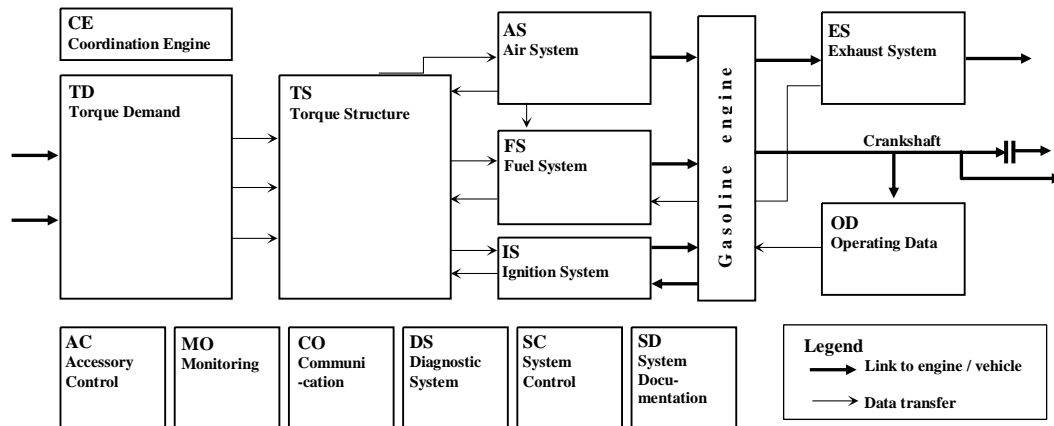 CE
Coordination Engine
TD
Torque Demand
TS
Torque Structure
AS
Air System
FS
Fuel System
IS
Ignition System
Gasoline engine
ES
Exhaust System
Crankshaft
OD
Operating Data
AC
Accessory
Control
MO
Monitoring
CO
Communi
-cation
DS
Diagnostic
System
SC
System
Control
SD
System
Docu-
mentation
Legend
Link to engine / vehicle
Data transfer